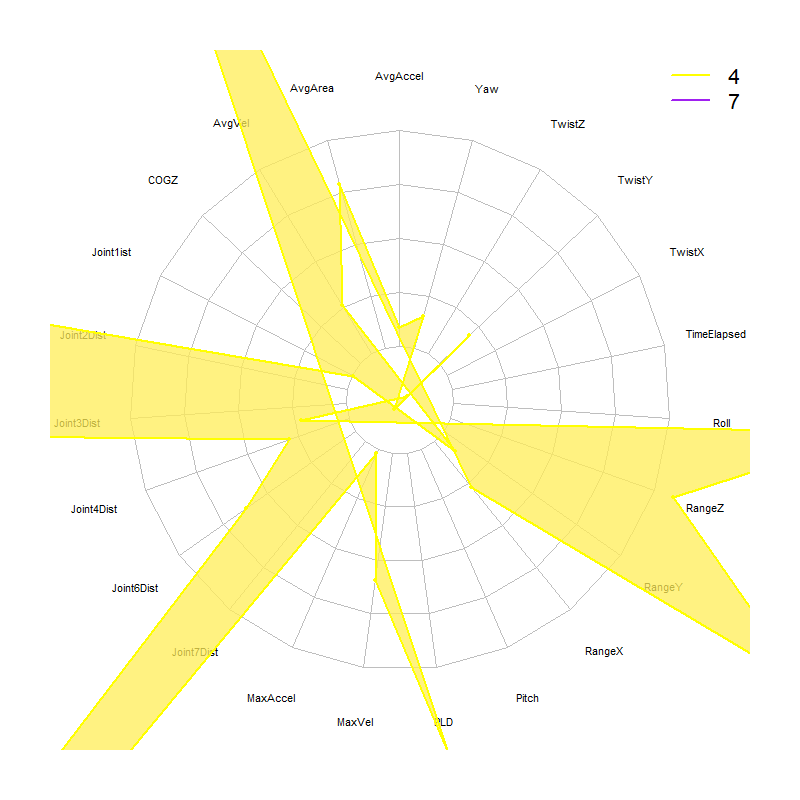 4
7
AvgAccel
Yaw
TwistZ
TwistY
TwistX
TimeElapsed
Roll
RangeZ
RangeY
RangeX
Pitch
PLD
MaxVel
MaxAccel
Joint7Dist
Joint6Dist
Joint4Dist
Joint3Dist
Joint2Dist
Joint1ist
COGZ
AvgVel
AvgArea